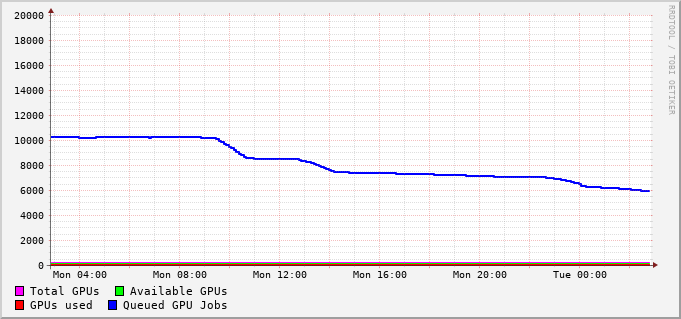 20000
18000
16000
14000
12000
10000
8000
6000
4000
2000
0
Mon 04:00 Mon 08:00 Mon 12:00 Mon 16:00 Mon 20:00 Tue 00:00
Total GPUs Available GPUs
GPUs used Queued GPU Jobs
RRDTOOL / TOBI OETIKER